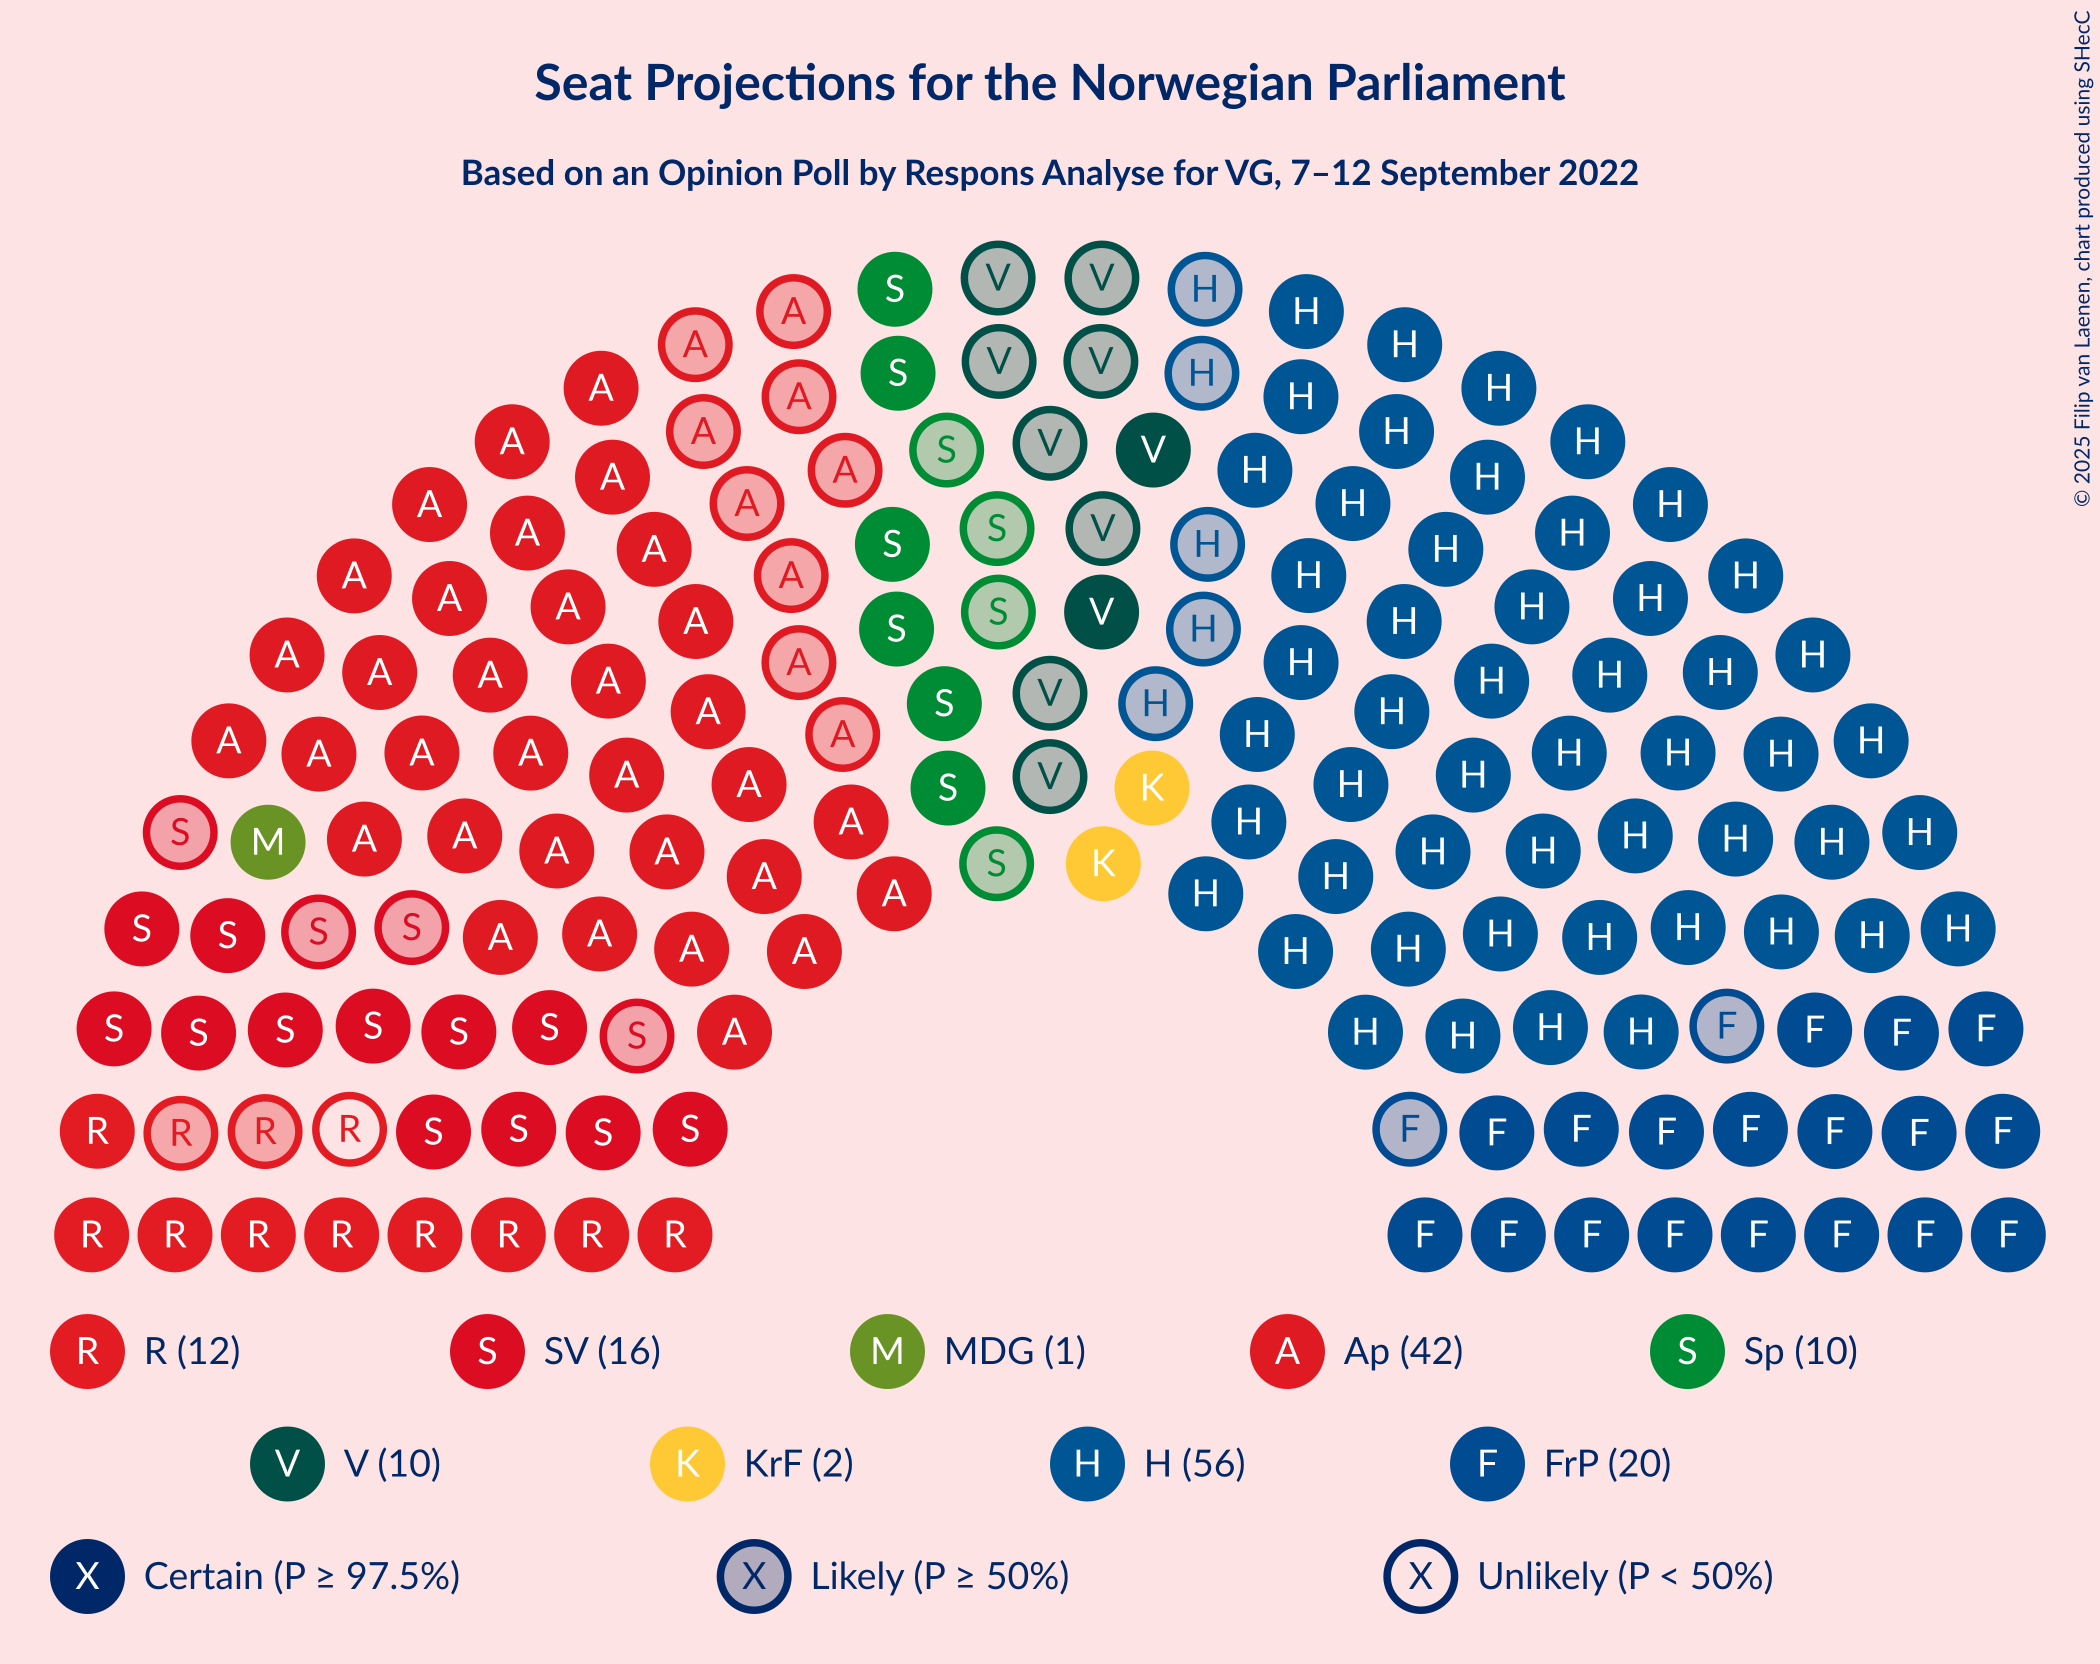 Seat Projections for the Norwegian Parliament
Based on an Opinion Poll by Respons Analyse for VG, 7–12 September 2022
© 2025 Filip van Laenen, chart produced using SHecC
S V V H
A H
A H
A S V V H H
A A H
A H
A S V V H
A A H H
A A H
A A S V H H
A A S H H
A A H H
A A A H H
A A A S V H H H
A A S H H
A A A H H H
A A A S V H H H H
A A A A H H H H
A A A A S V K H H H H
S M A A A A A H H H H H H
A A S K H H
A H
S S S S A A A A H H H H H H H H
S S S S S S S A H H H H F F F F
R R R R S S S S F F F F F F F F
R R R R R R R R F F F F F F F F
R R (12) S SV (16) M MDG (1) A Ap (42) S Sp (10)
V V (10) K KrF (2) H H (56) F FrP (20)
X Certain (P ≥ 97.5%) X Likely (P ≥ 50%) X Unlikely (P < 50%)